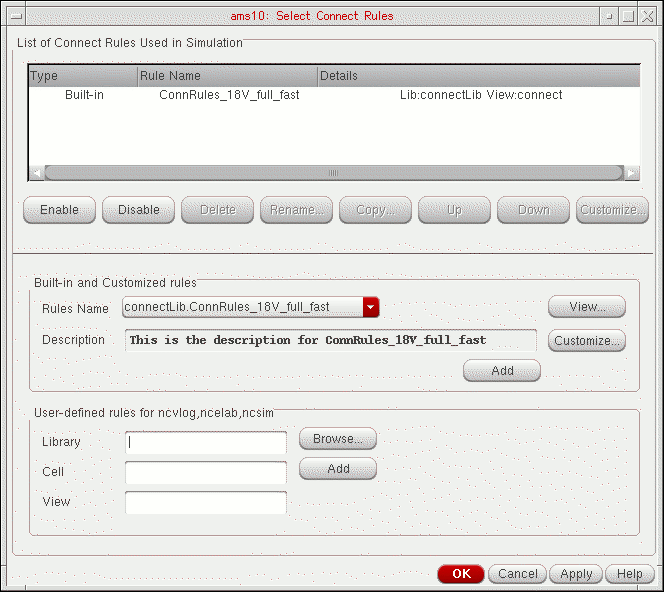 ams10: Select Connect Rules
List of Connect Rules Used in Simulation
Type Rule Name Details
Built-in ConnRules_18V_full_fast Lib:connectLib View:connect
Enable Disable Delete Rename... Copy... Up Down Customize...
Built-in and Customized rules
Rules Name connectLib.ConnRules_18V_full_fast View...
Description This is the description for ConnRules_18V_full_fast Customize...
Add
User-defined rules for ncvlog,ncelab,ncsim
Library Browse...
Cell Add
View
OK Cancel Apply Help